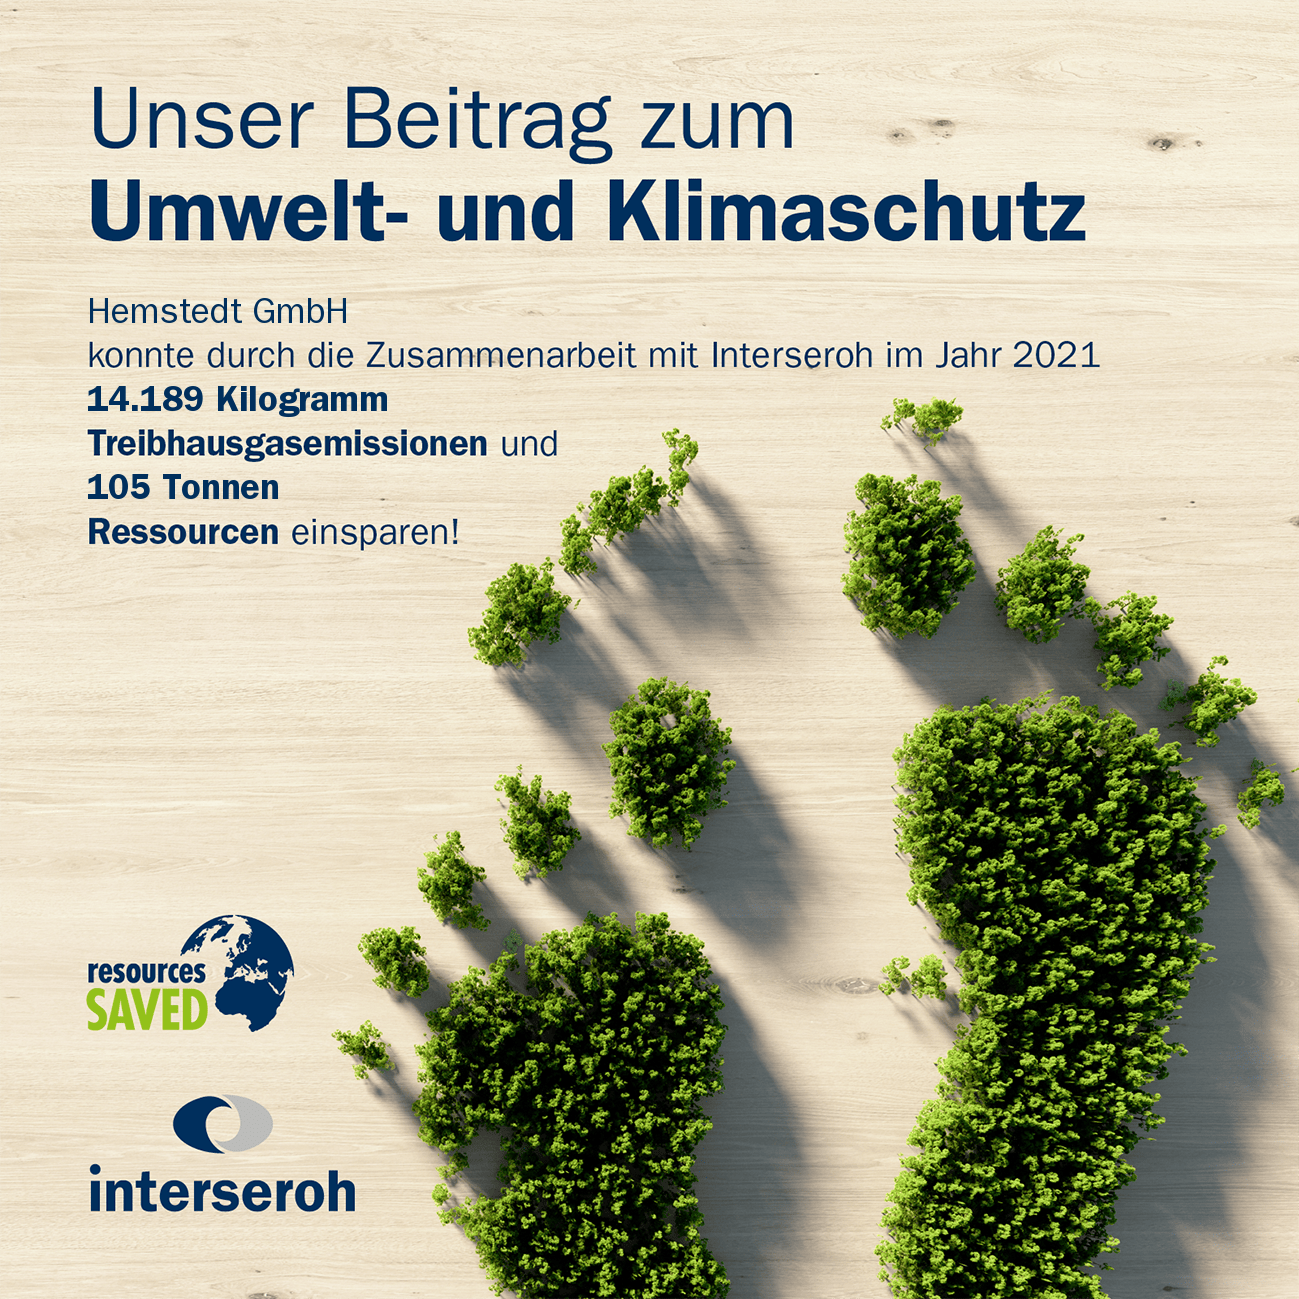 Unser Beitrag zum
Umwelt- und Klimaschutz
Hemstedt GmbH
konnte durch die Zusammenarbeit mit Interseroh im Jahr 2021
14.189 Kilogramm
Treibhausgasemissionen und
105 Tonnen
Ressourcen einsparen!
resources
SAVED
interseroh